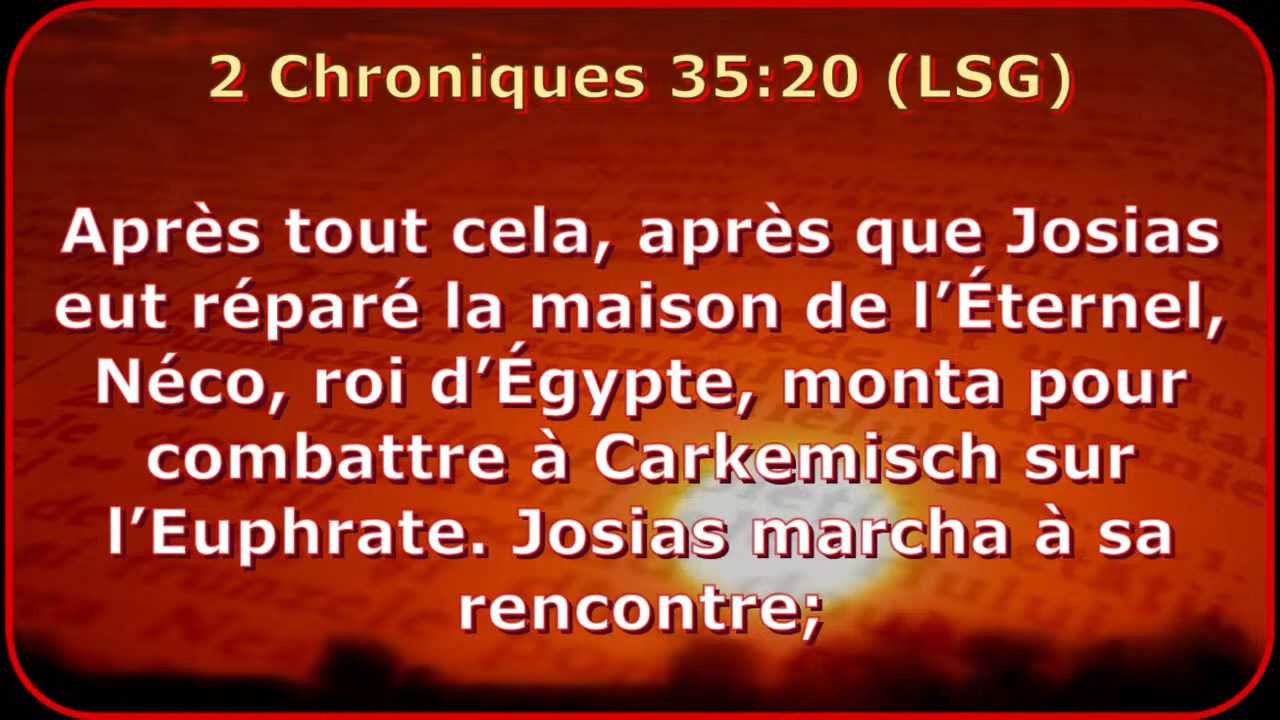 2 Chroniques 35:20 (LSG)
Après tout cela, après que Josias
eut réparé la maison de l’Éternel,
Néco, roi d’Égypte, monta pour
combattre à Carkemisch sur
l’Euphrate. Josias marcha à sa
rencontre;